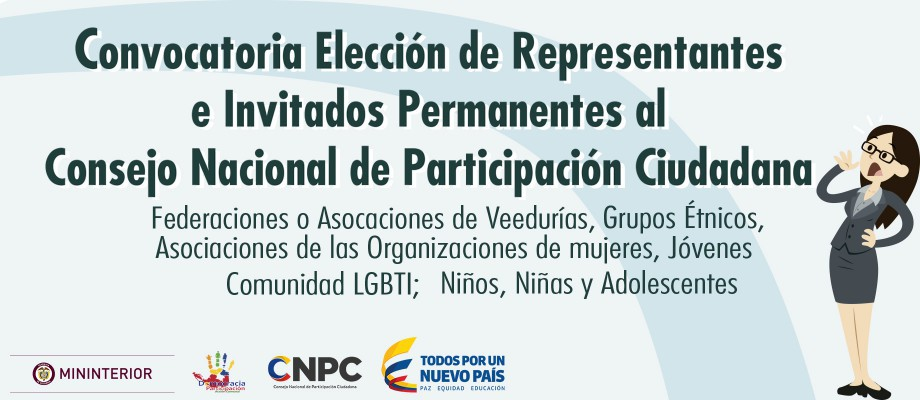 Convocatoria Elección de Representantes
e Invitados Permanentes al
Consejo Nacional de Participación Ciudadana
Federaciones o Asocaciones de Veedurías, Grupos Étnicos,
Asociaciones de las Organizaciones de mujeres, Jóvenes
Comunidad LGBTI; Niños, Niñas y Adolescentes
MININTERIOR
Democracia
Participación
CNPC
Consejo Nacional de Participación Ciudadana
TODOS POR UN
NUEVO PAÍS
PAZ EQUIDAD EDUCACIÓN